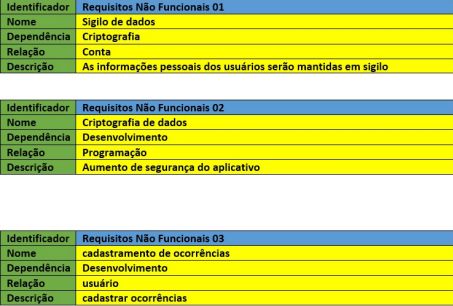 Identificador Requisitos Não Funcionais 01
Nome Sigilo de dados
Dependência Criptografia
Relação Conta
Descrição As informações pessoais dos usuários serão mantidas em sigilo
Identificador Requisitos Não Funcionais 02
Nome Criptografia de dados
Dependência Desenvolvimento
Relação Programação
Descrição Aumento de segurança do aplicativo
Identificador Requisitos Não Funcionais 03
Nome cadastramento de ocorrências
Dependência Desenvolvimento
Relação usuário
Descrição cadastrar ocorrências